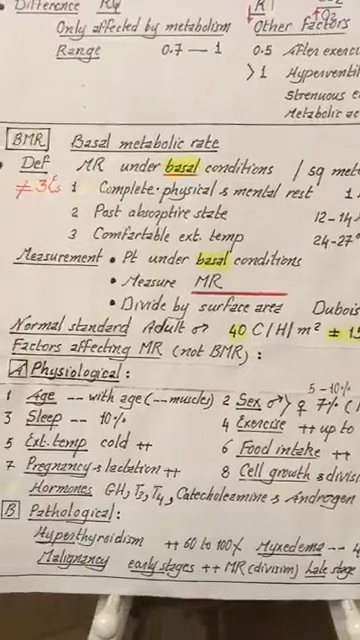 Difference RQ
Only affected by metabolism Other factors
Range 0.7 — 1 0.5 After exerci
>1 Hyperventil
Strenuous e
Metabolic ac
BMR Basal metabolic rate
• Def MR under basal conditions / sq met
1 Complete physical & mental rest
2 Post absorptive state 12-14
3 Comfortable ext. temp 24-27°
Measurement • Pt under basal conditions
• Measure MR
• Divide by surface area Dubois
Normal standard Adult ♂ 40 C/H/m² ± 15
Factors affecting MR (not BMR):
A Physiological:
5-10%
1 Age -- with age (-- muscles) 2 Sex ♂ > ♀ 7%
3 Sleep -- 10% 4 Exercise ++ up to
5 Ext. temp cold ++ 6 Food intake ++
7 Pregnancy & lactation ++ 8 Cell growth & divisi
Hormones GH, T3, T4, Catecholeamine & Androgen
B Pathological:
Hyperthyroidism ++ 60 to 100% Myxedema -- 4
Malignancy early stages ++ MR (division) Late stage